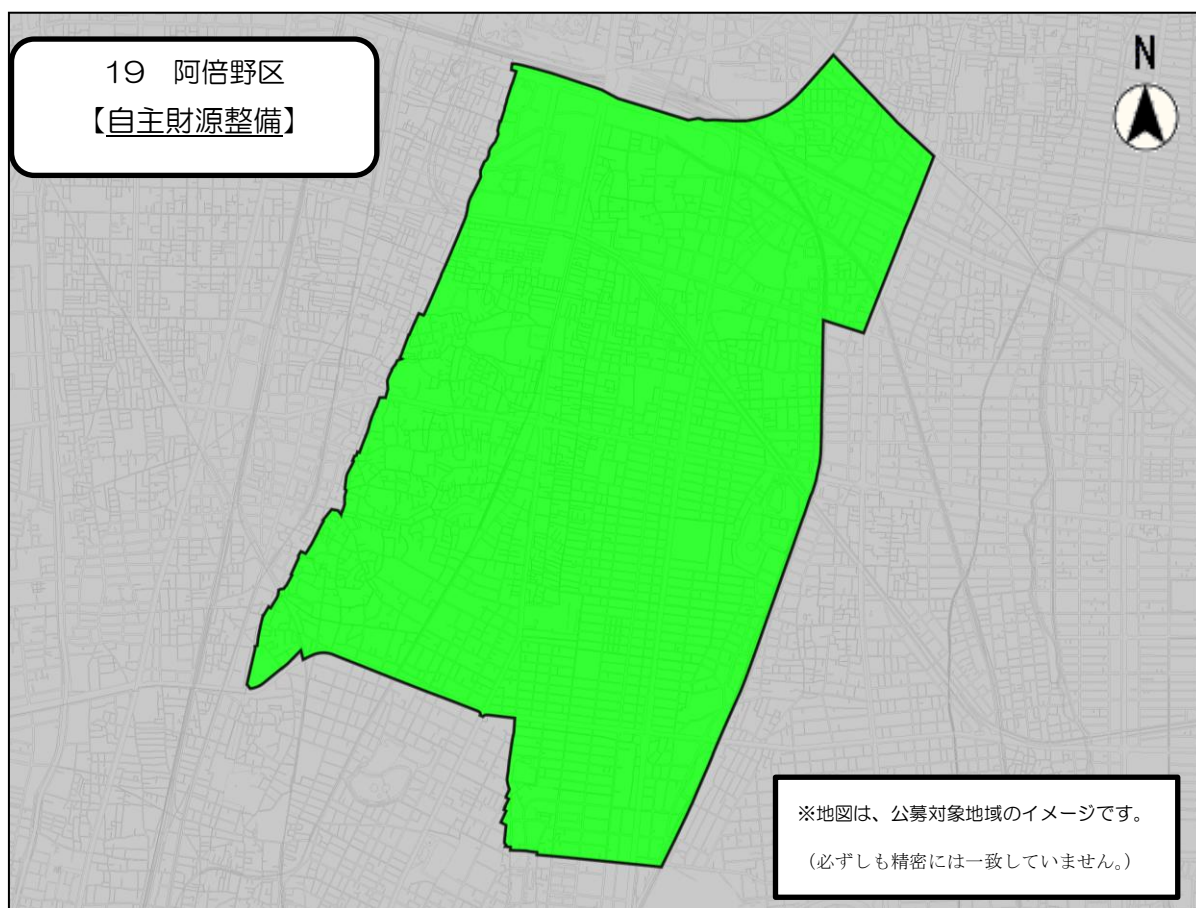 19　阿倍野区
【自主財源整備】
N
※地図は、公募対象地域のイメージです。
（必ずしも精密には一致していません。）